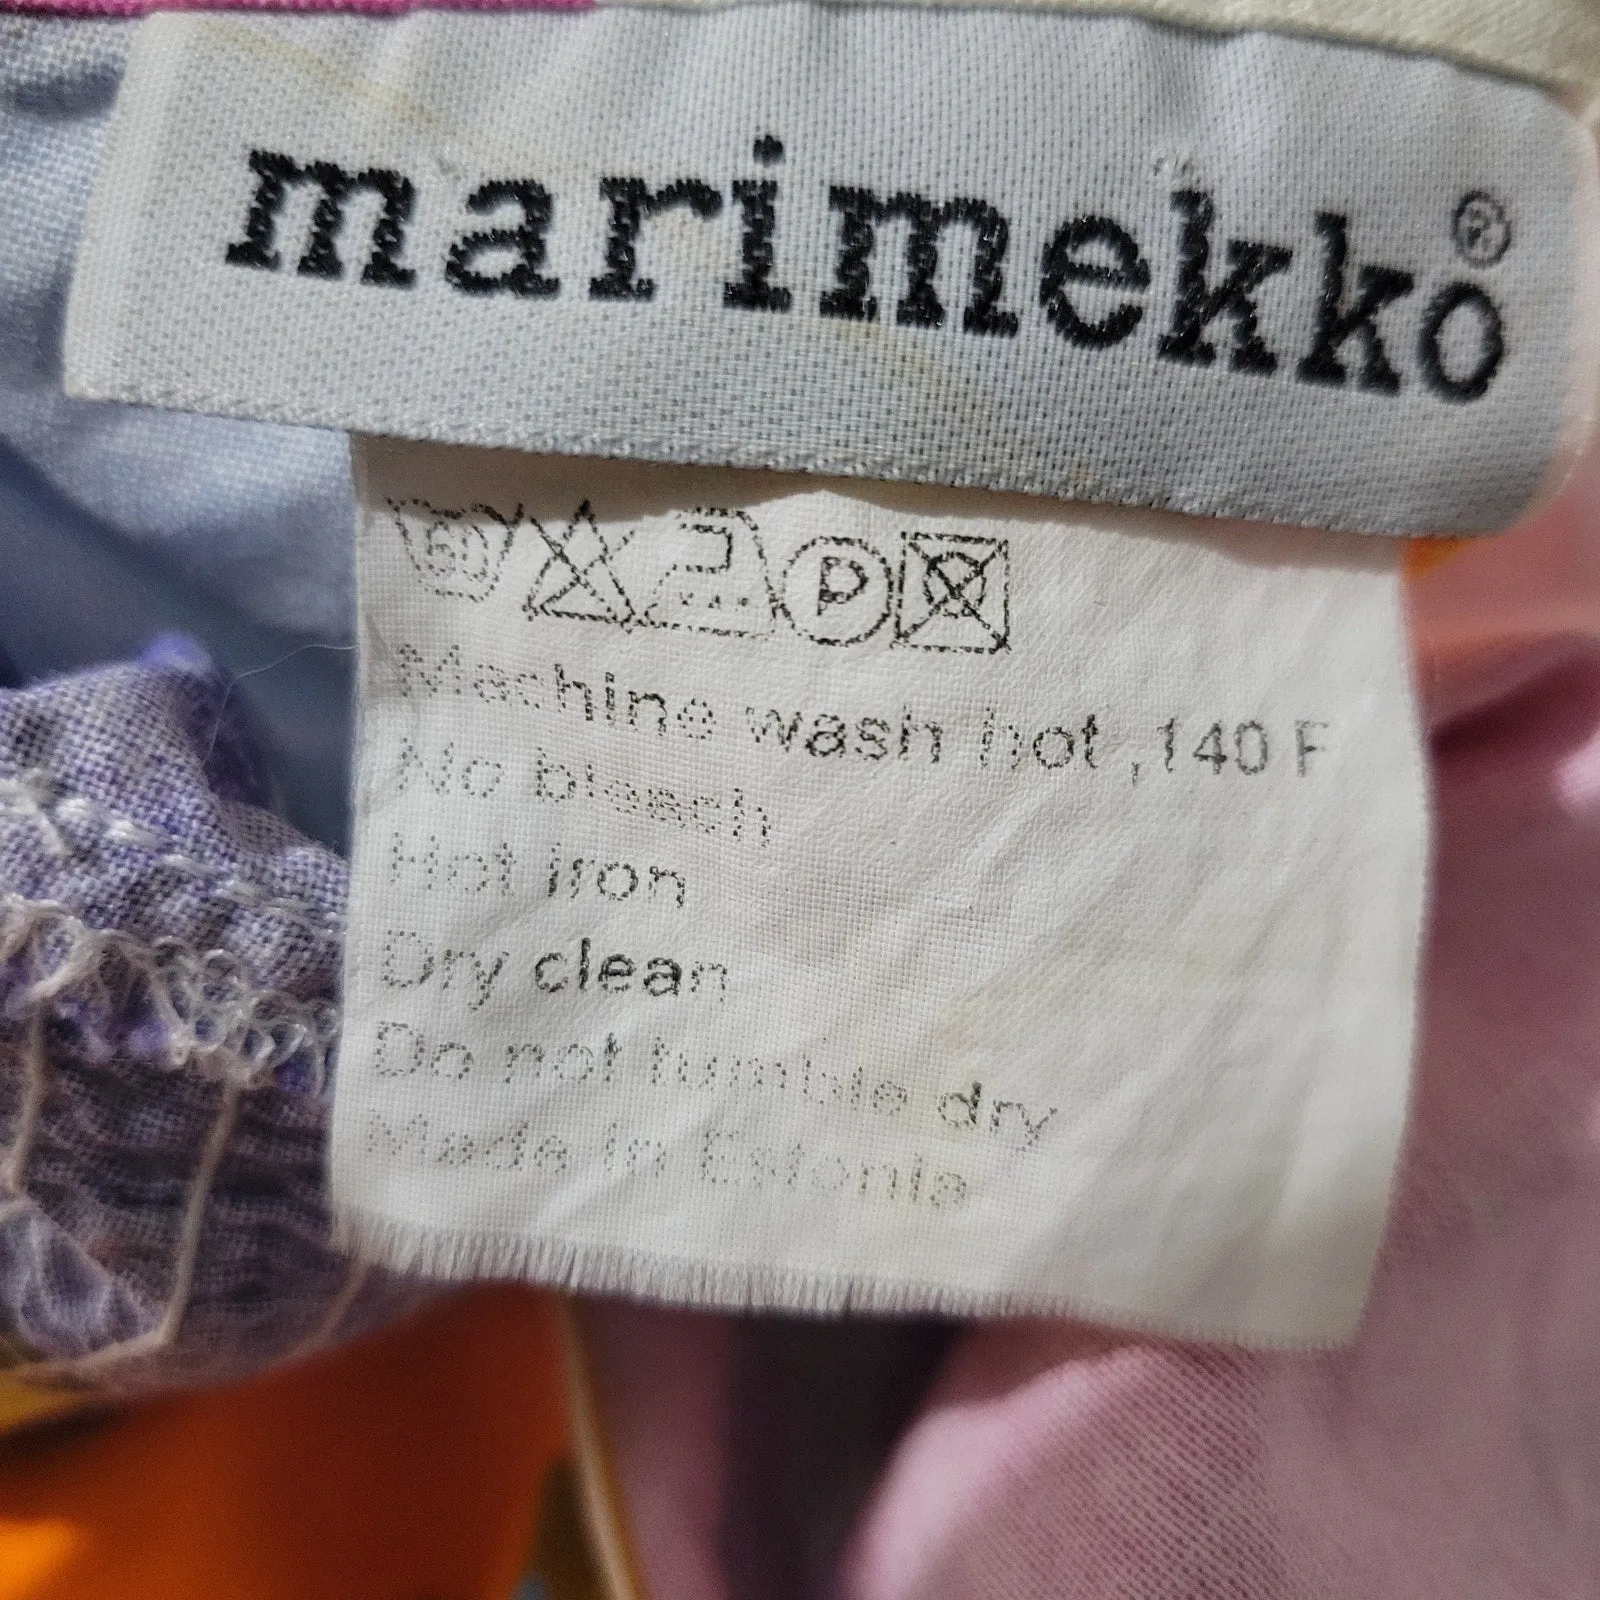 marimekko®
60 P
Machine wash hot, 140 F
No bleach
Hot iron
Dry clean
Do not tumble dry
Made in Estonia